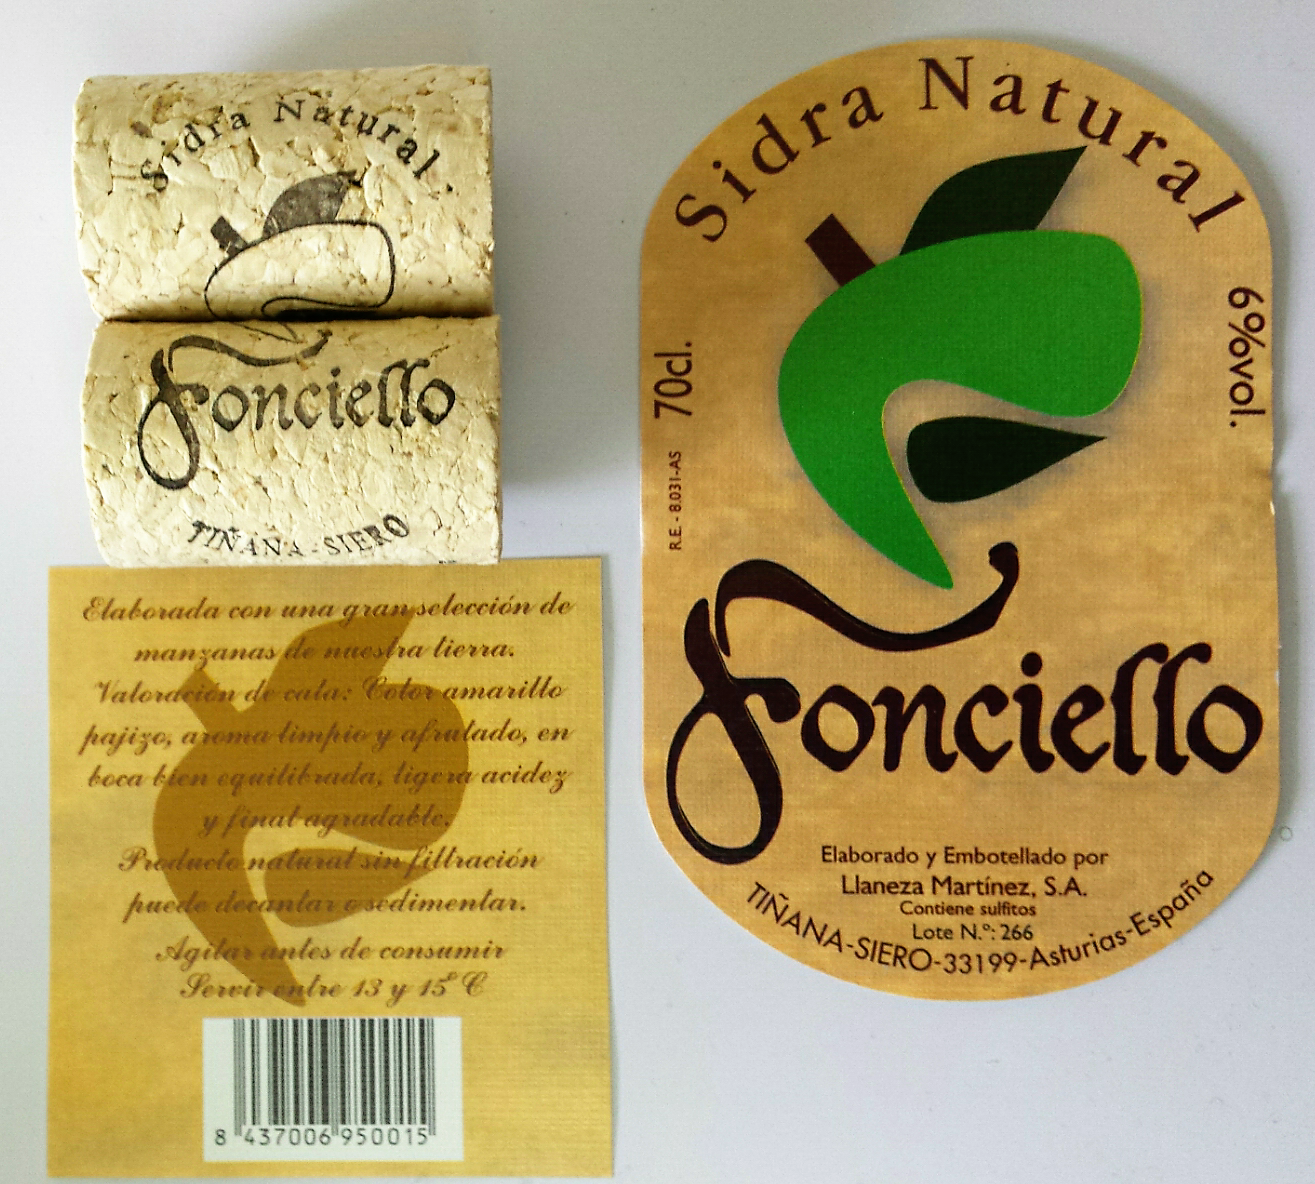 Sidra Natural
Fonciello
TIÑANA-SIERO
Elaborada con una gran selección de
manzanas de nuestra tierra.
Valoración de cata: Color amarillo
pajizo, aroma limpio y afrutado, en
boca bien equilibrada, ligera acidez
y final agradable.
Producto natural sin filtración
puede decantar o sedimentar.
Agitar antes de consumir
Servir entre 13 y 15º C
8 437006 950015
Sidra Natural
6%vol.
70cl.
R.E. - 8.031-AS
Fonciello
Elaborado y Embotellado por
Llaneza Martínez, S.A.
Contiene sulfitos
Lote N.º: 266
TIÑANA-SIERO-33199-Asturias-España